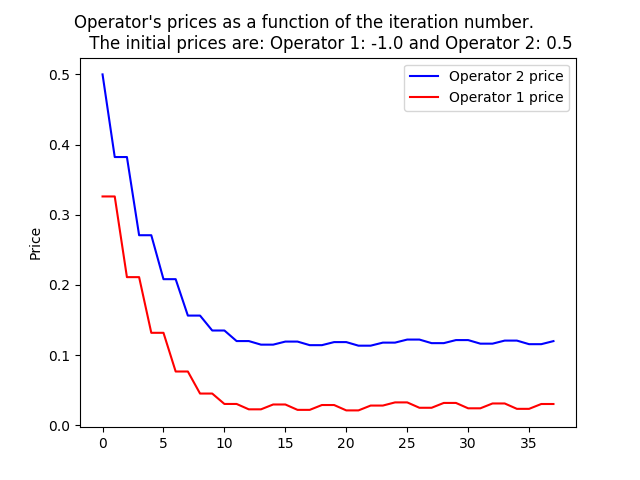 Operator's prices as a function of the iteration number.
The initial prices are: Operator 1: -1.0 and Operator 2: 0.5
Operator 2 price
Operator 1 price
Price
0.5
0.4
0.3
0.2
0.1
0.0
0 5 10 15 20 25 30 35